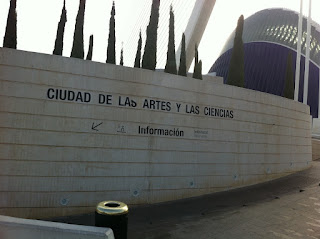 CIUDAD DE LAS ARTES Y LAS CIENCIAS
Información